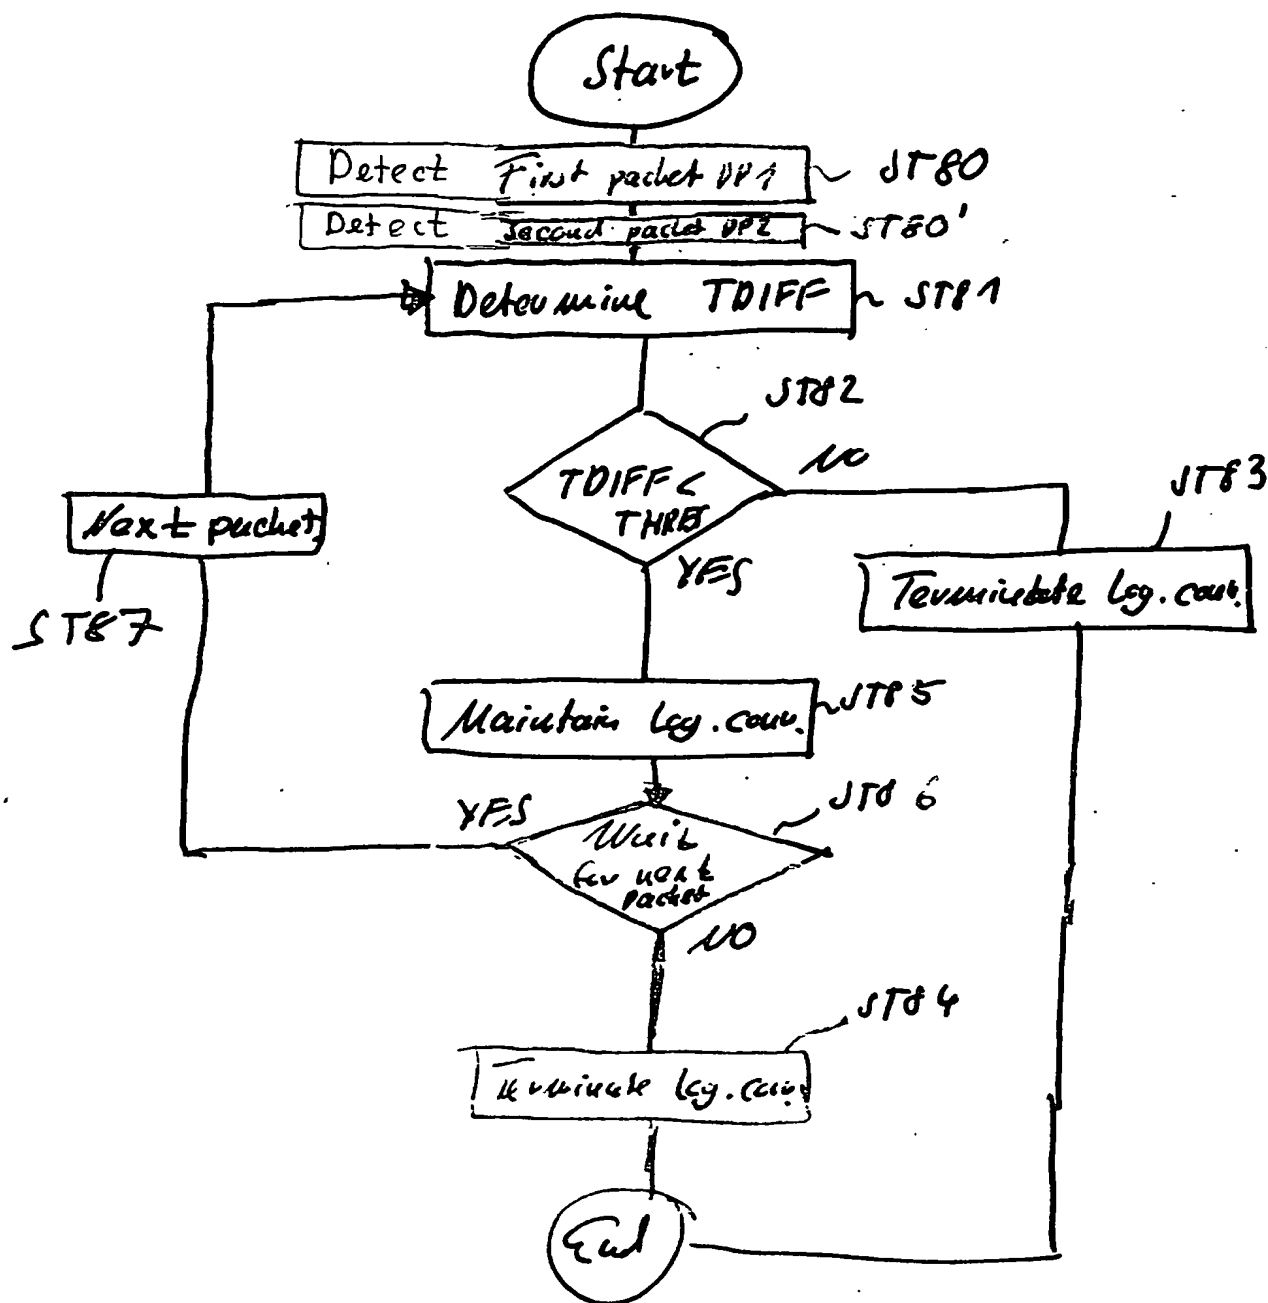 Start
Detect First packet DP1 ST80
Detect second packet DP2 ST80'
Determine TDIFF ST81
ST82
NO
TDIFF <
THRES
YES
ST83
Next packet
ST87
Termintate log. conn.
Maintain log. conn. ST85
YES
ST86
Wait
for next
packet
NO
ST84
Terminate log. conn.
End